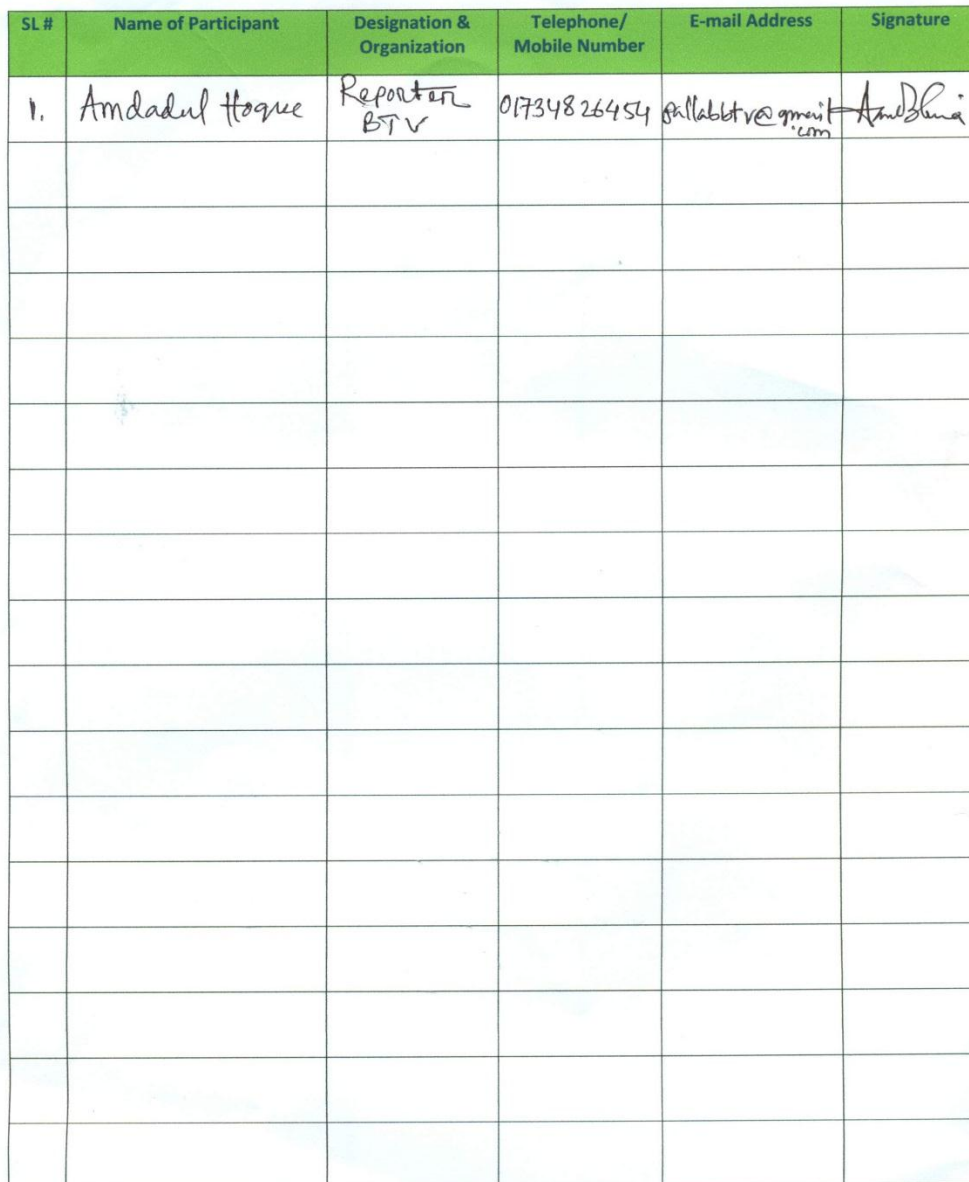 SL # Name of Participant Designation & Organization Telephone/ Mobile Number E-mail Address Signature
1. Amdadul Hoque Reporter BTV 01734826454 pallabbtv@gmail.com